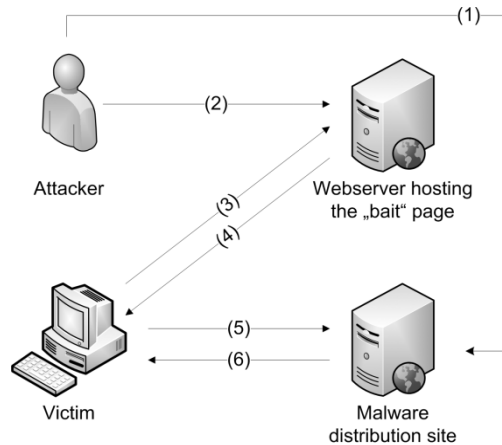 (1)
(2)
Attacker
Webserver hosting
the „bait“ page
(3)
(4)
(5)
(6)
Victim
Malware
distribution site